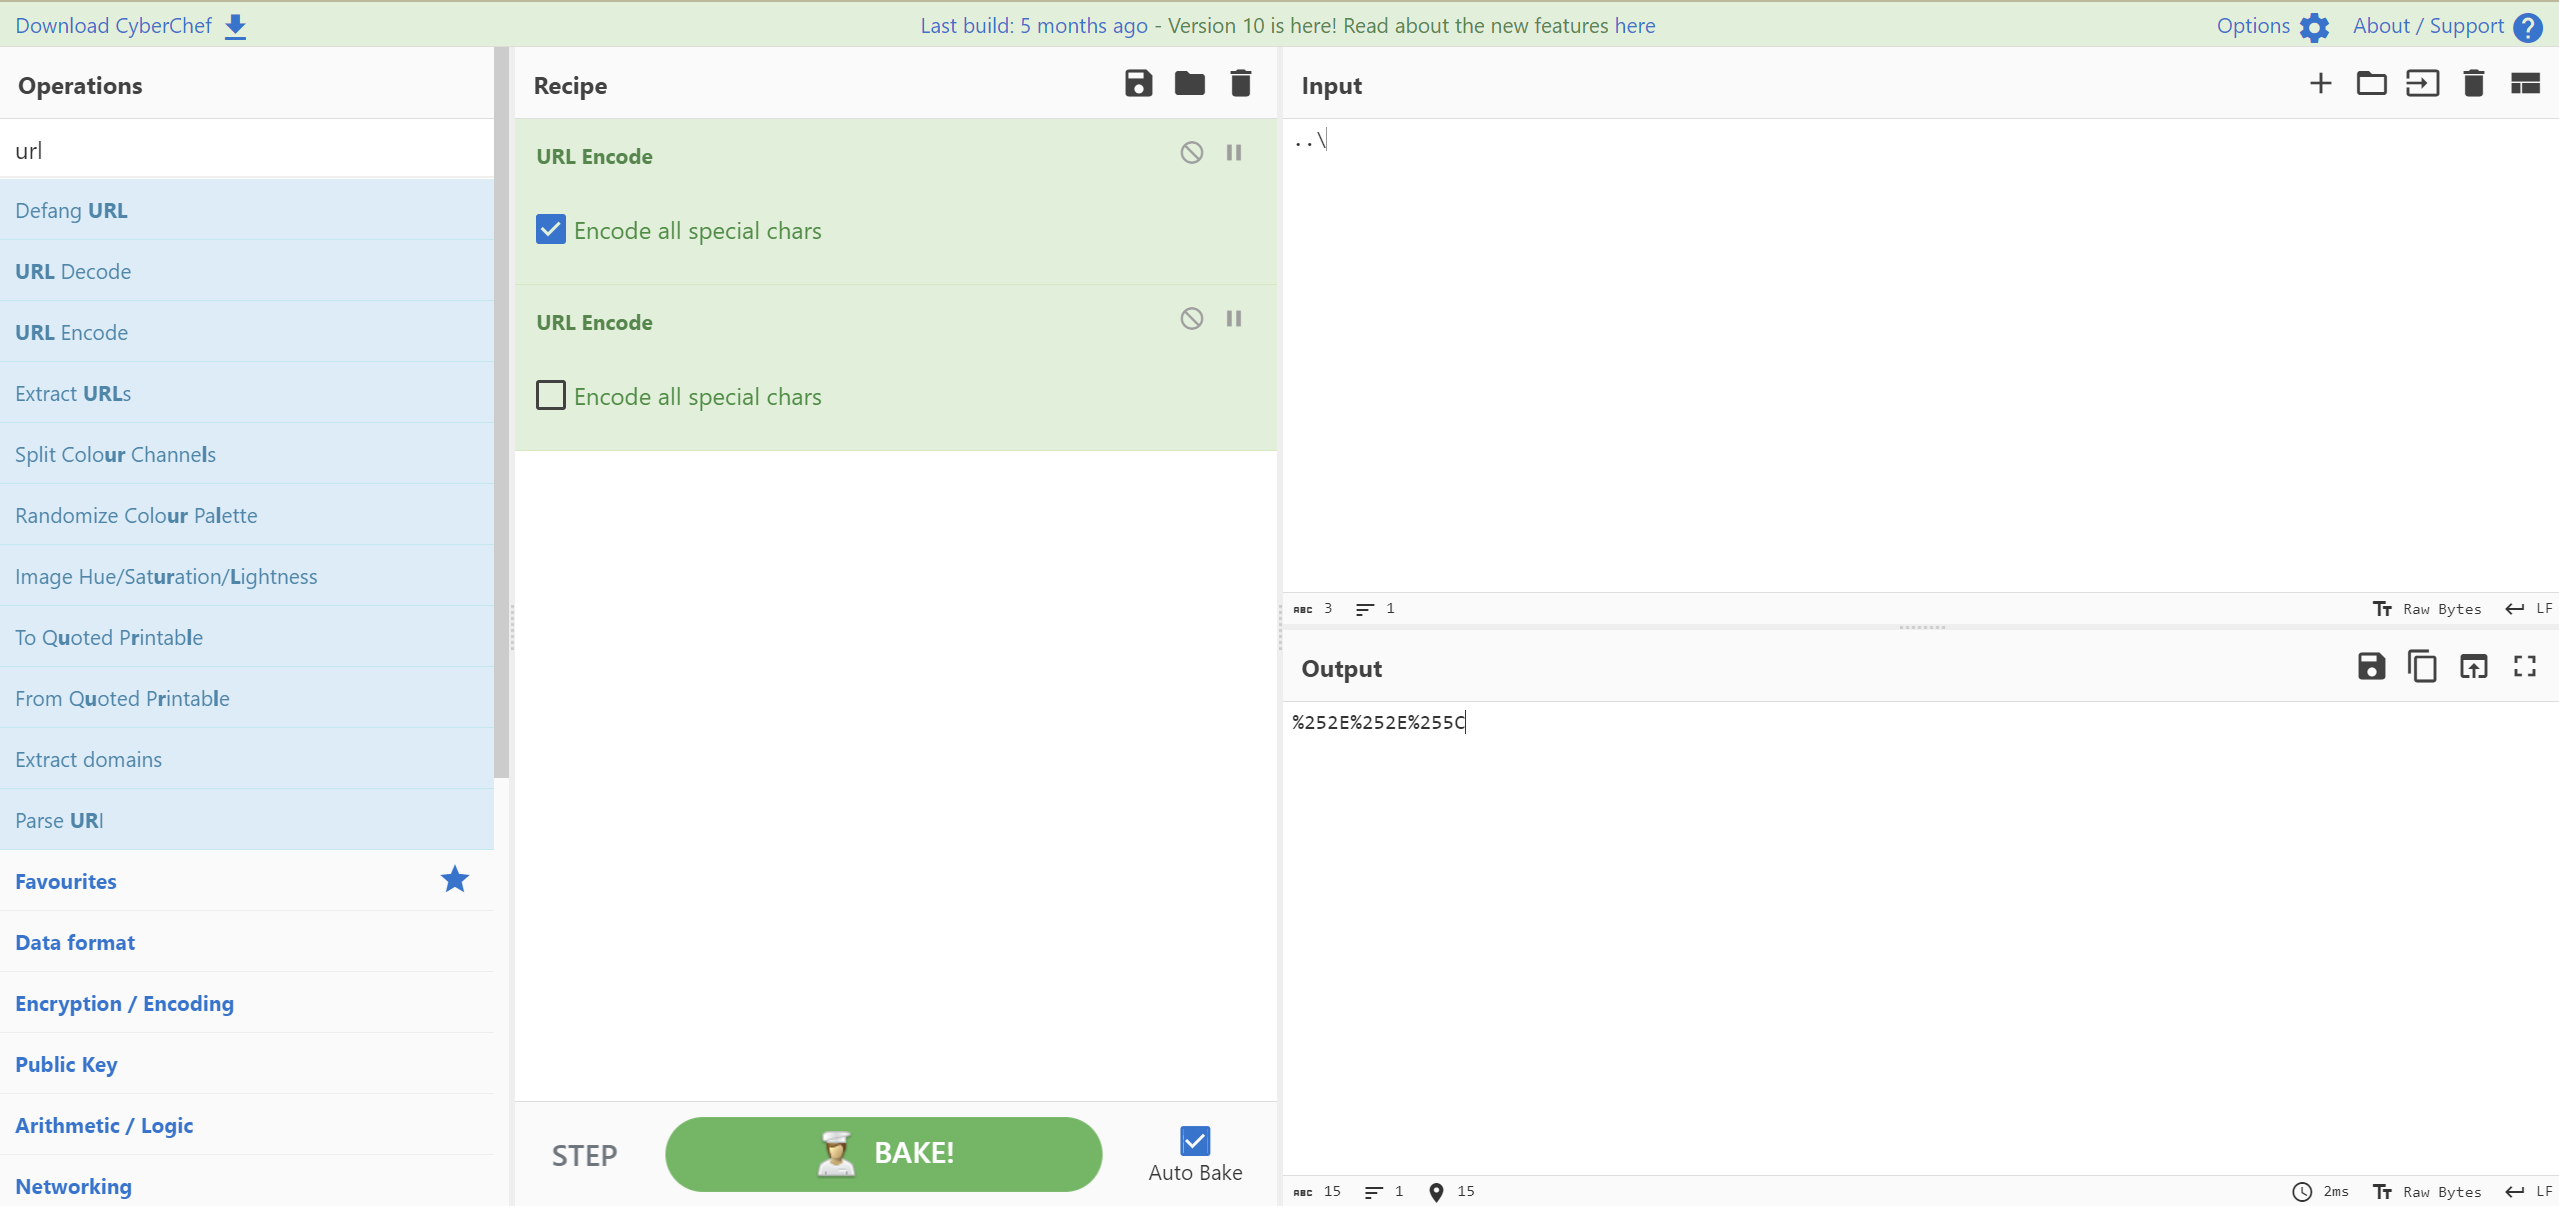 Download CyberChef
Last build: 5 months ago - Version 10 is here! Read about the new features here
Options
About / Support
Operations
url
Defang URL
URL Decode
URL Encode
Extract URLs
Split Colour Channels
Randomize Colour Palette
Image Hue/Saturation/Lightness
To Quoted Printable
From Quoted Printable
Extract domains
Parse URI
Favourites
Data format
Encryption / Encoding
Public Key
Arithmetic / Logic
Networking
Recipe
URL Encode
Encode all special chars
URL Encode
Encode all special chars
STEP
BAKE!
Auto Bake
Input
..\
ABC 3 1
Raw Bytes LF
Output
%252E%252E%255C
ABC 15 1 15
2ms Raw Bytes LF